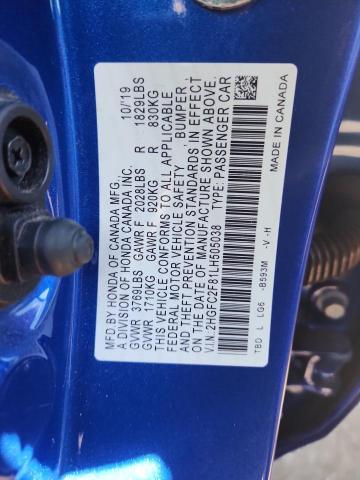 MFD BY HONDA OF CANADA MFG. 10/19
A DIVISION OF HONDA CANADA INC.
GVWR 3769LBS GAWR F 2028LBS R 1829LBS
GVWR 1710KG GAWR F 920KG R 830KG
THIS VEHICLE CONFORMS TO ALL APPLICABLE
FEDERAL MOTOR VEHICLE SAFETY, BUMPER
AND THEFT PREVENTION STANDARDS IN EFFECT
ON THE DATE OF MANUFACTURE SHOWN ABOVE.
V.I.N.:2HGFC2F81LH505038 TYPE: PASSENGER CAR
TBD L LG6 -B593M -V-H
MADE IN CANADA